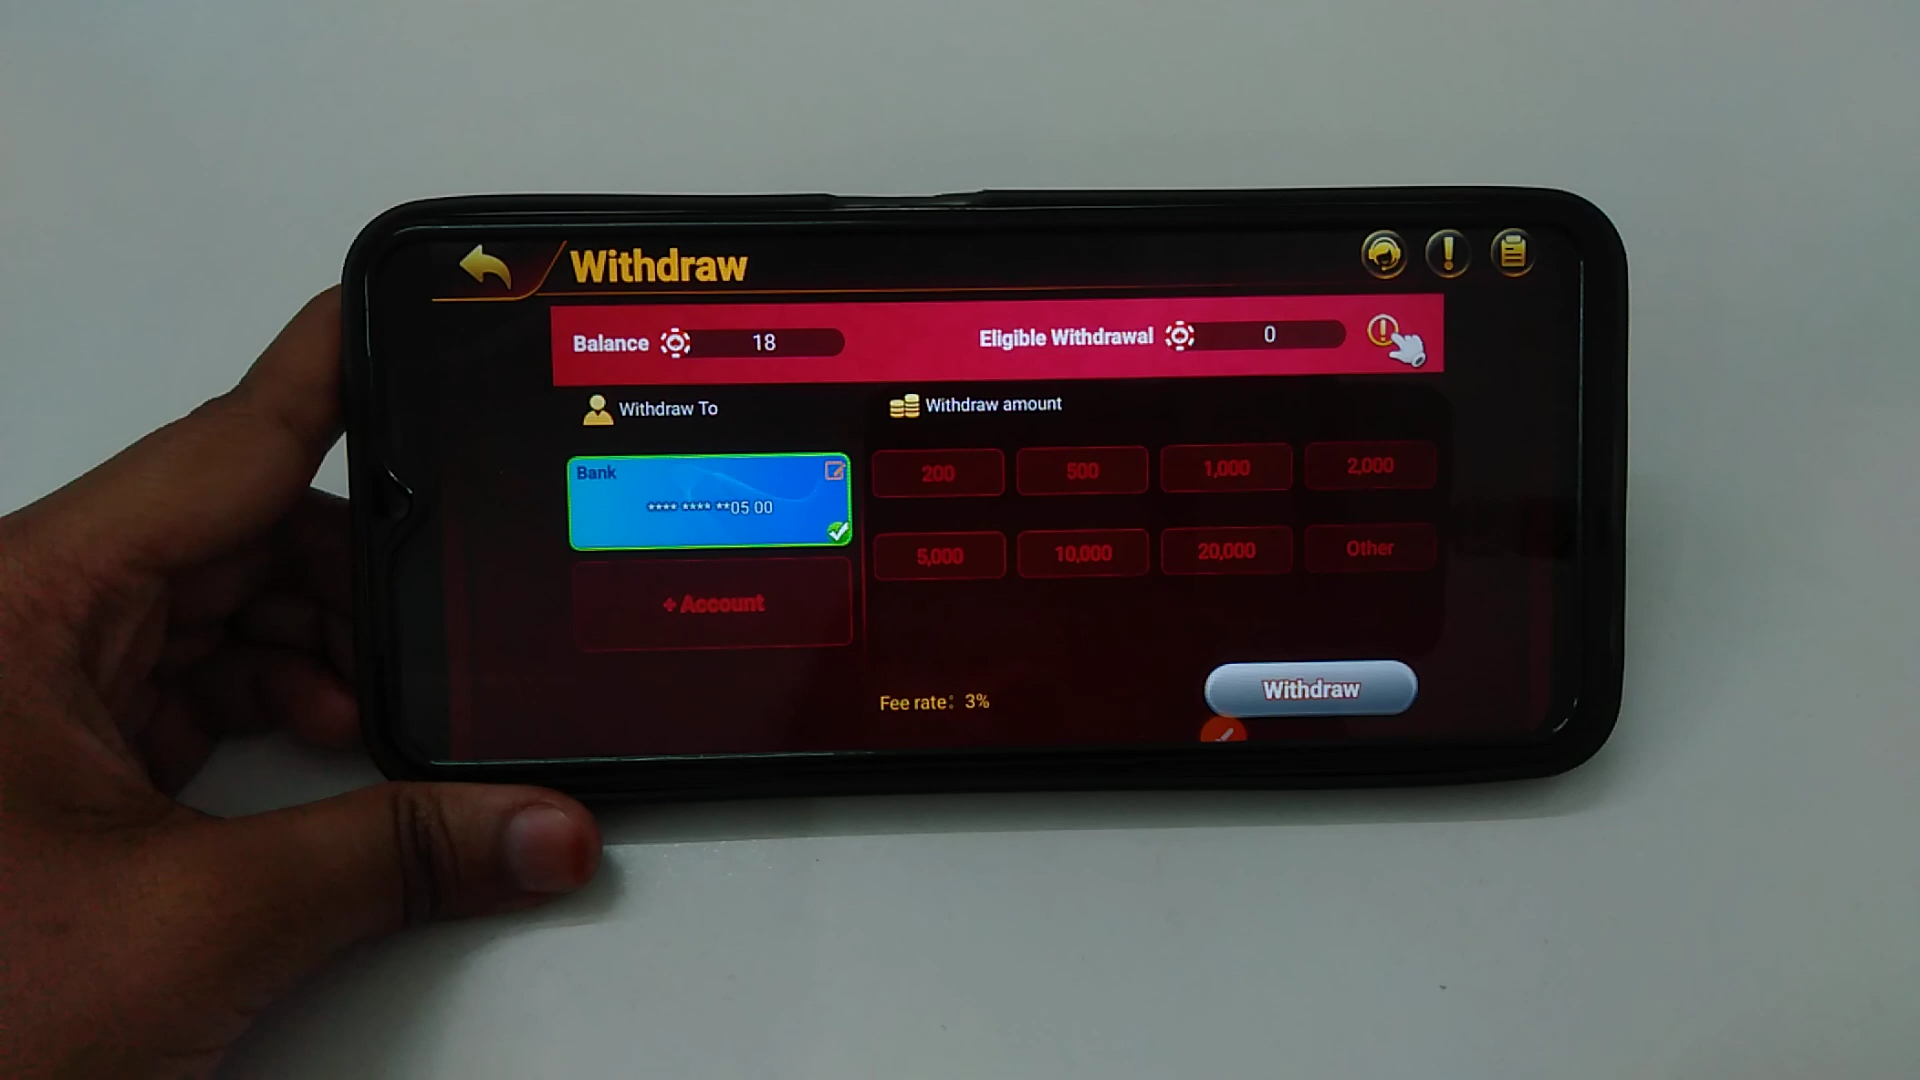 Withdraw
Balance 18
Eligible Withdrawal 0
Withdraw To
Withdraw amount
Bank
**** **** **05 00
200 500 1,000 2,000
5,000 10,000 20,000 Other
+ Account
Fee rate: 3%
Withdraw